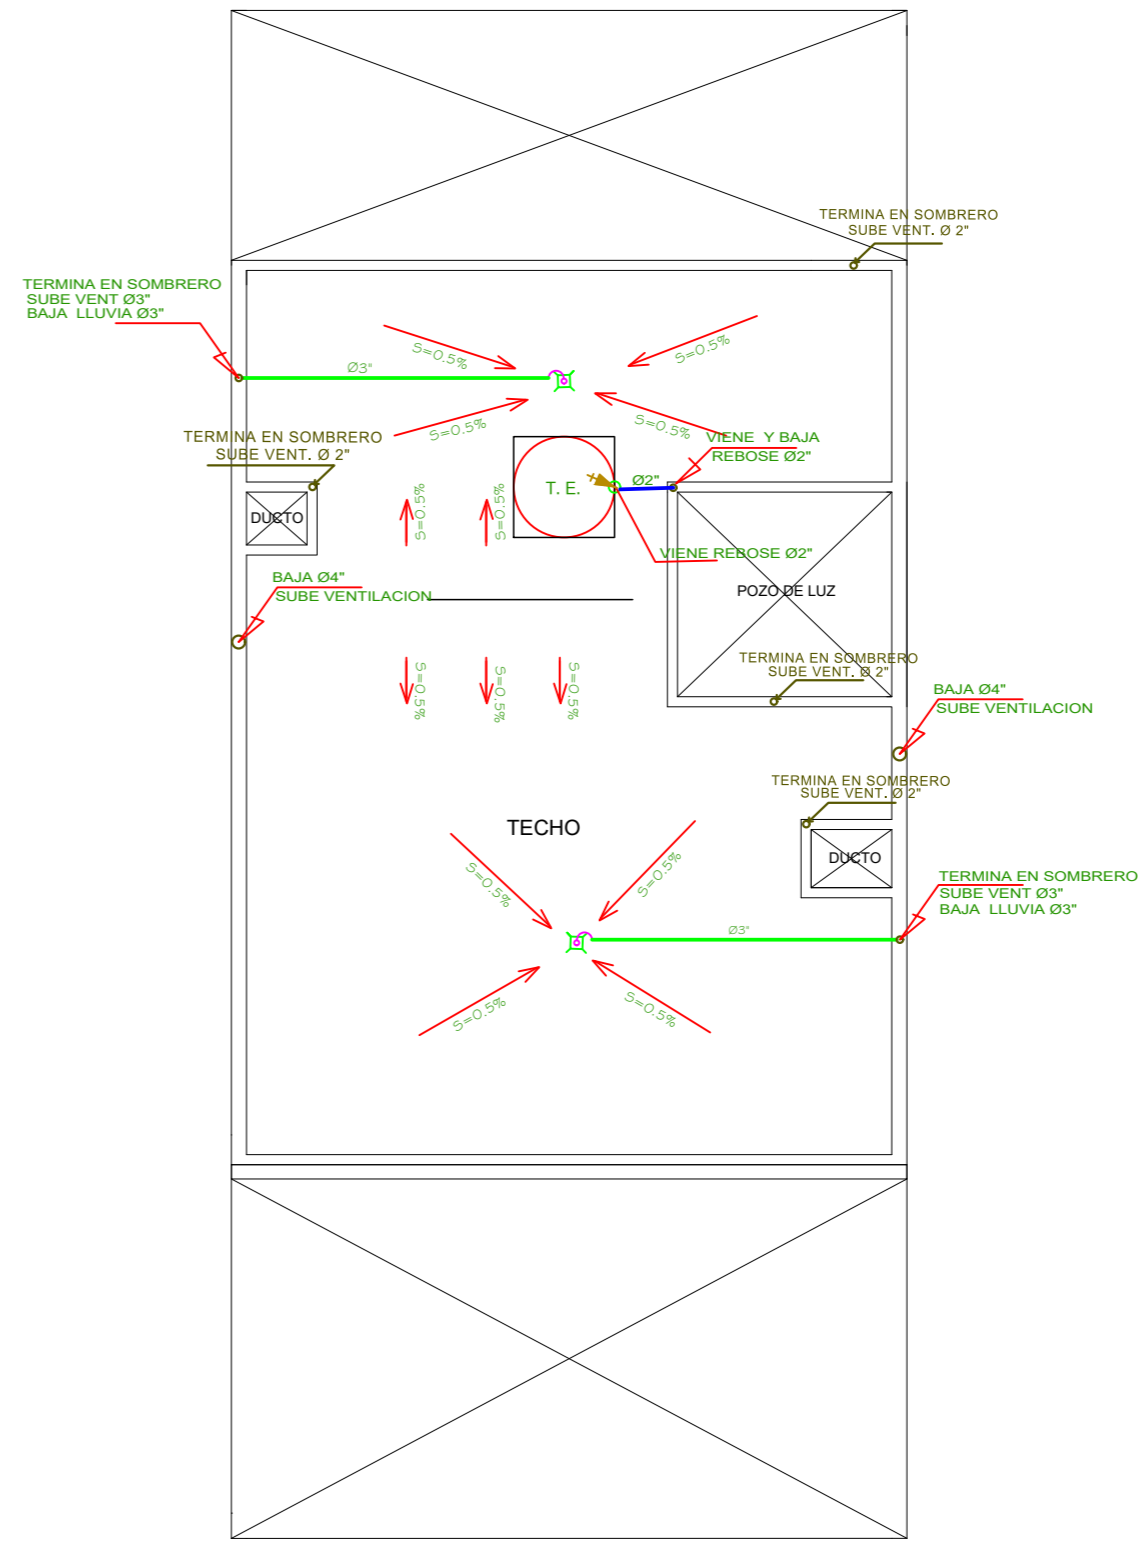 TERMINA EN SOMBRERO
SUBE VENT. Ø 2"
TERMINA EN SOMBRERO
SUBE VENT Ø3"
BAJA LLUVIA Ø3"
S=0.5%
S=0.5%
Ø3"
S=0.5%
S=0.5%
TERMINA EN SOMBRERO
SUBE VENT. Ø 2"
VIENE Y BAJA
REBOSE Ø2"
T. E.
Ø2"
S=0.5%
S=0.5%
DUCTO
VIENE REBOSE Ø2"
BAJA Ø4"
SUBE VENTILACION
POZO DE LUZ
TERMINA EN SOMBRERO
SUBE VENT. Ø 2"
S=0.5%
S=0.5%
S=0.5%
BAJA Ø4"
SUBE VENTILACION
TERMINA EN SOMBRERO
SUBE VENT. Ø 2"
TECHO
DUCTO
S=0.5%
S=0.5%
TERMINA EN SOMBRERO
SUBE VENT Ø3"
BAJA LLUVIA Ø3"
Ø3"
S=0.5%
S=0.5%